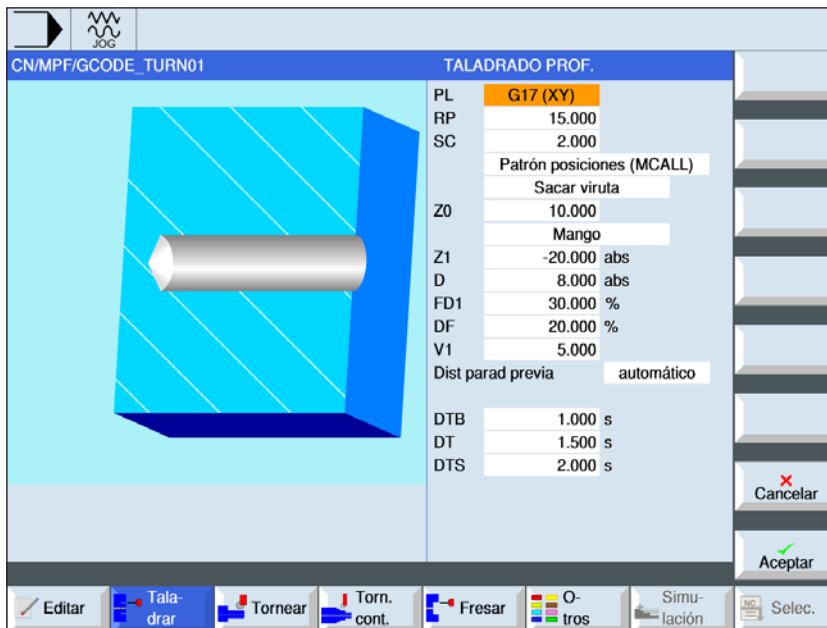 JOG
CN/MPF/GCODE_TURN01
TALADRADO PROF.
PL G17 (XY)
RP 15.000
SC 2.000
Patrón posiciones (MCALL)
Sacar viruta
Z0 10.000
Mango
Z1 -20.000 abs
D 8.000 abs
FD1 30.000 %
DF 20.000 %
V1 5.000
Dist parad previa automático
DTB 1.000 s
DT 1.500 s
DTS 2.000 s
Cancelar
Aceptar
Editar
Tala-
drar
Tornear
Torn.
cont.
Fresar
O-
tros
Simu-
lación
NC
Selec.